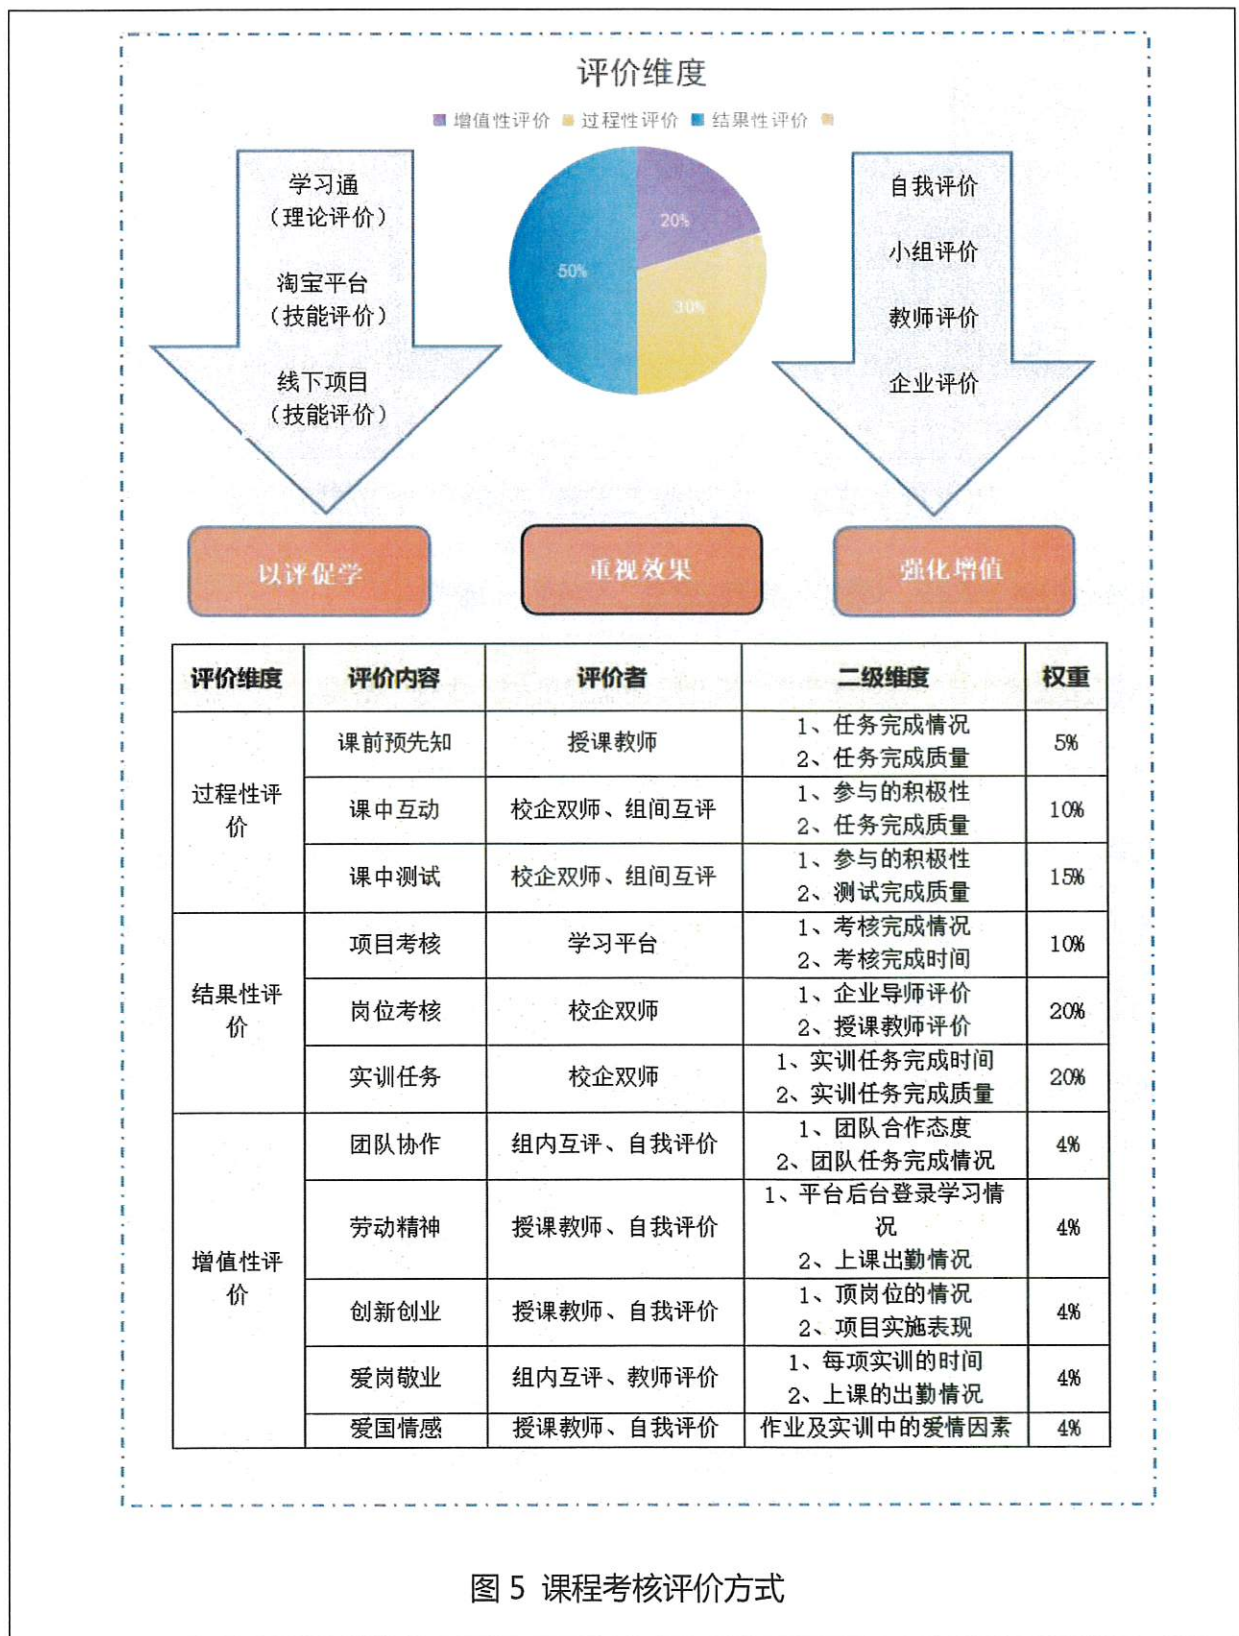 评价维度
增值性评价 过程性评价 结果性评价
学习通
（理论评价）
淘宝平台
（技能评价）
线下项目
（技能评价）
20%
50%
30%
自我评价
小组评价
教师评价
企业评价
以评促学
重视效果
强化增值
评价维度 评价内容 评价者 二级维度 权重
过程性评
价
课前预先知 授课教师
1、任务完成情况
2、任务完成质量
5%
课中互动 校企双师、组间互评
1、参与的积极性
2、任务完成质量
10%
课中测试 校企双师、组间互评
1、参与的积极性
2、测试完成质量
15%
结果性评
价
项目考核 学习平台
1、考核完成情况
2、考核完成时间
10%
岗位考核 校企双师
1、企业导师评价
2、授课教师评价
20%
实训任务 校企双师
1、实训任务完成时间
2、实训任务完成质量
20%
增值性评
价
团队协作 组内互评、自我评价
1、团队合作态度
2、团队任务完成情况
4%
劳动精神 授课教师、自我评价
1、平台后台登录学习情
况
2、上课出勤情况
4%
创新创业 授课教师、自我评价
1、顶岗位的情况
2、项目实施表现
4%
爱岗敬业 组内互评、教师评价
1、每项实训的时间
2、上课的出勤情况
4%
爱国情感 授课教师、自我评价 作业及实训中的爱情因素 4%
图 5 课程考核评价方式